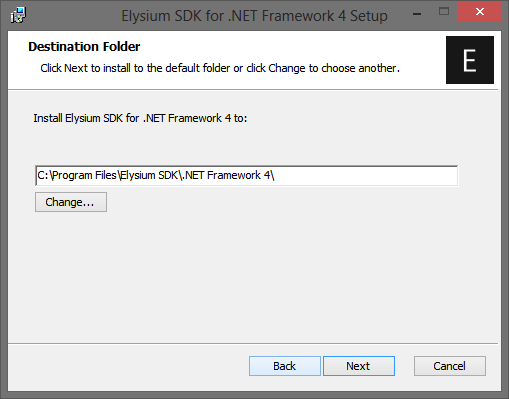 Elysium SDK for .NET Framework 4 Setup
Destination Folder
Click Next to install to the default folder or click Change to choose another.
E
Install Elysium SDK for .NET Framework 4 to:
C:\Program Files\Elysium SDK\.NET Framework 4\
Change...
Back Next Cancel